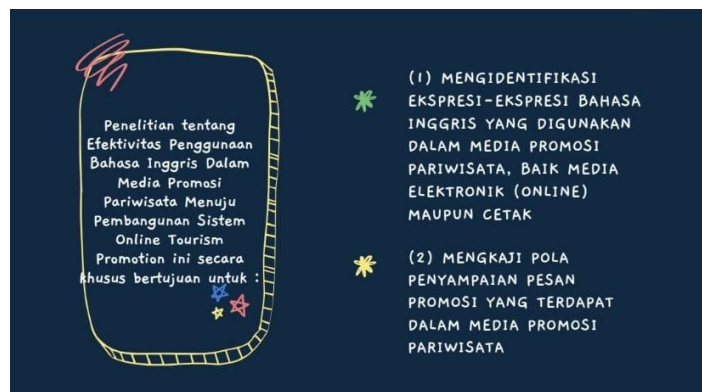 Penelitian tentang
Efektivitas Penggunaan
Bahasa Inggris Dalam
Media Promosi
Pariwisata Menuju
Pembangunan Sistem
Online Tourism
Promotion ini secara
khusus bertujuan untuk :
(1) MENGIDENTIFIKASI
EKSPRESI-EKSPRESI BAHASA
INGGRIS YANG DIGUNAKAN
DALAM MEDIA PROMOSI
PARIWISATA, BAIK MEDIA
ELEKTRONIK (ONLINE)
MAUPUN CETAK
(2) MENGKAJI POLA
PENYAMPAIAN PESAN
PROMOSI YANG TERDAPAT
DALAM MEDIA PROMOSI
PARIWISATA